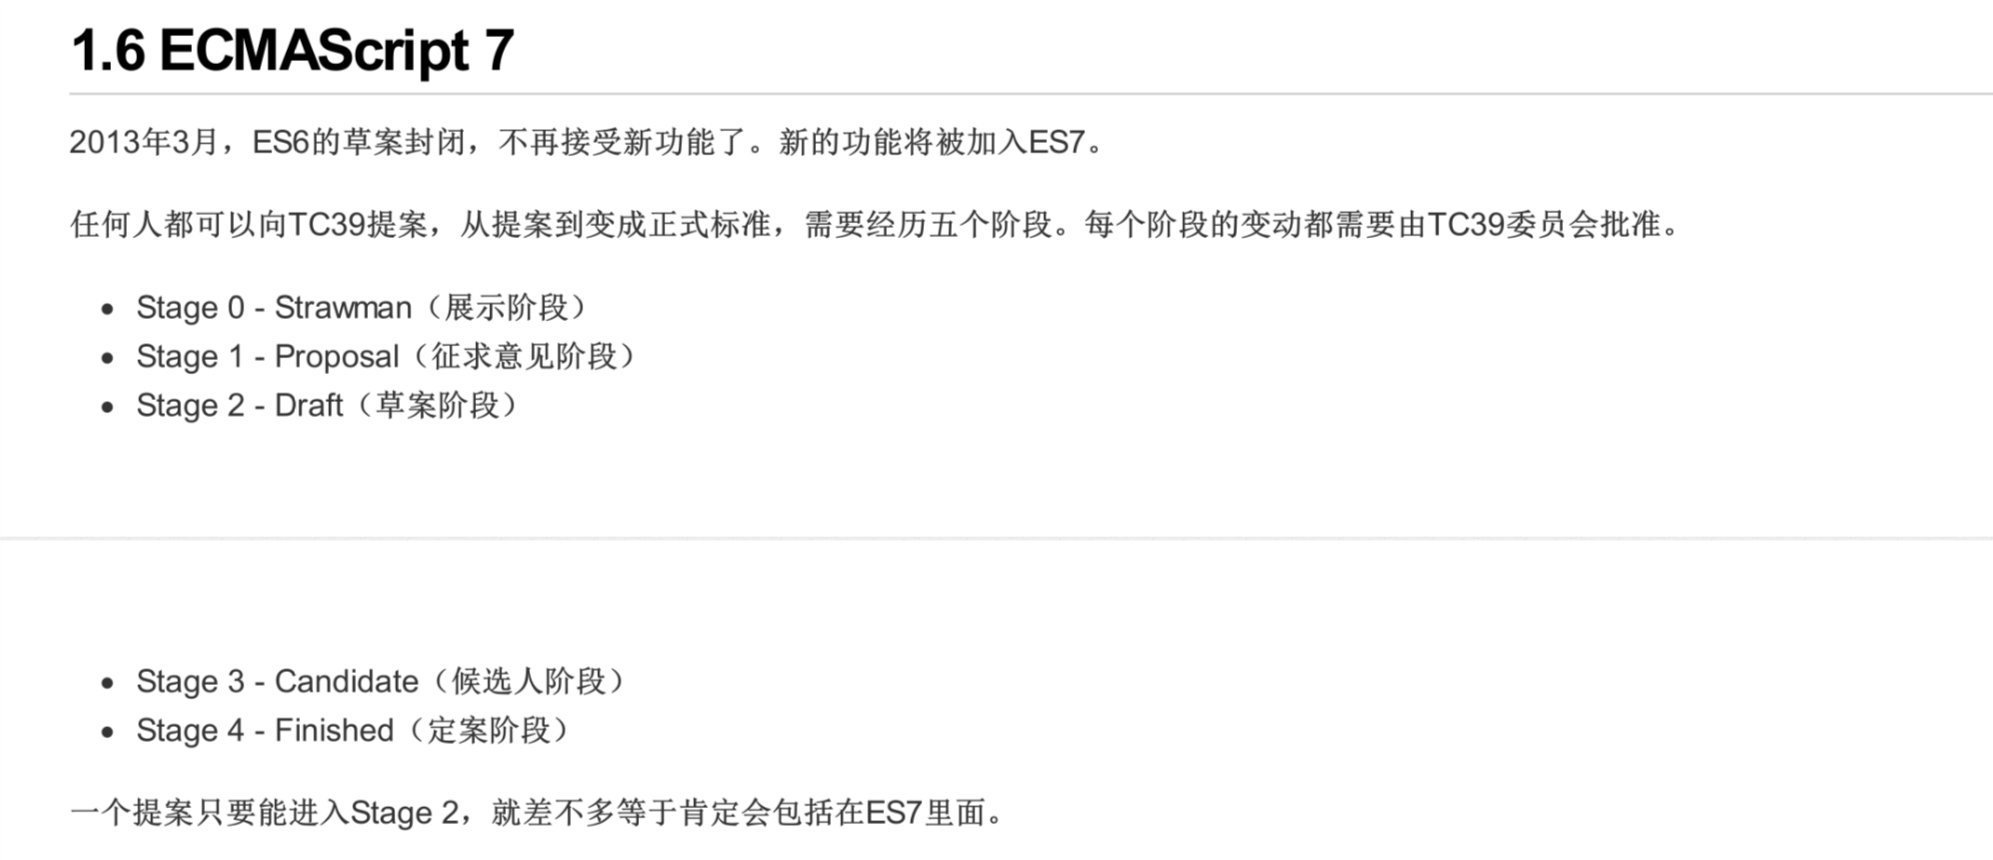 1.6 ECMAScript 7
2013年3月，ES6的草案封闭，不再接受新功能了。新的功能将被加入ES7。
任何人都可以向TC39提案，从提案到变成正式标准，需要经历五个阶段。每个阶段的变动都需要由TC39委员会批准。
• Stage 0 - Strawman（展示阶段）
• Stage 1 - Proposal（征求意见阶段）
• Stage 2 - Draft（草案阶段）
• Stage 3 - Candidate（候选人阶段）
• Stage 4 - Finished（定案阶段）
一个提案只要能进入Stage 2，就差不多等于肯定会包括在ES7里面。